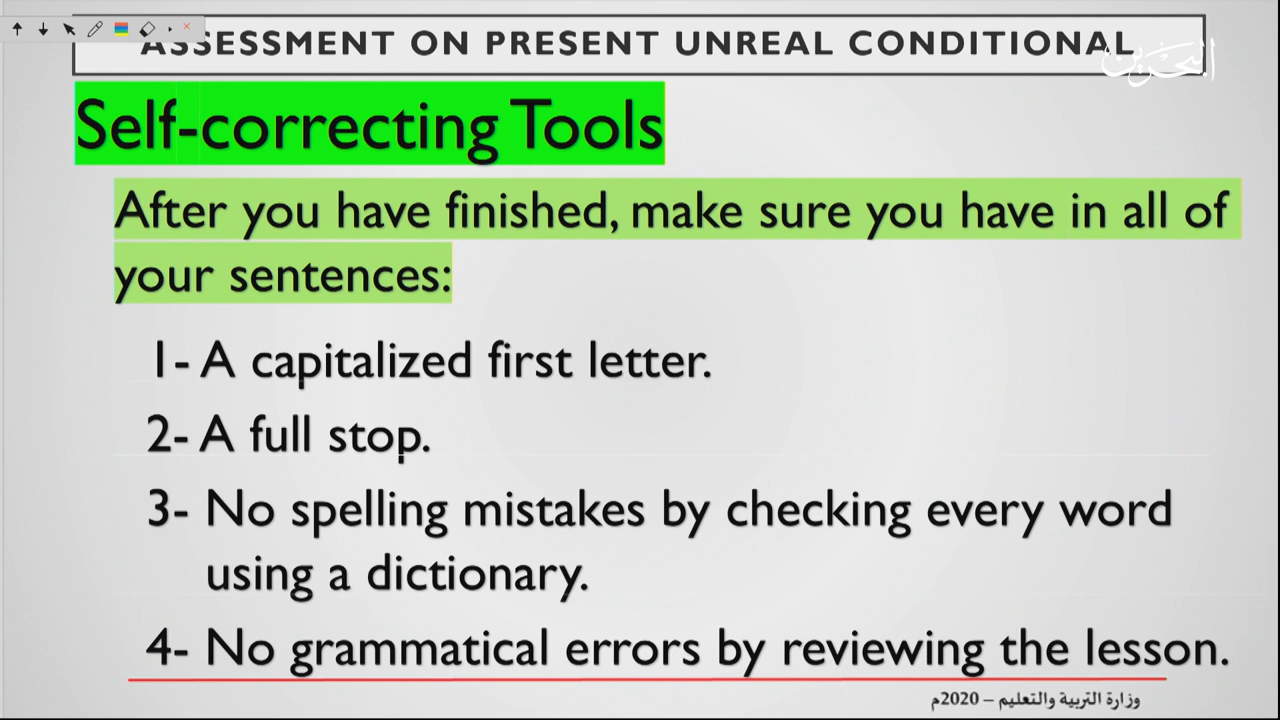 ASSESSMENT ON PRESENT UNREAL CONDITIONAL
البحرين
Self-correcting Tools
After you have finished, make sure you have in all of
your sentences:
1- A capitalized first letter.
2- A full stop.
3- No spelling mistakes by checking every word
using a dictionary.
4- No grammatical errors by reviewing the lesson.
وزارة التربية والتعليم – 2020م